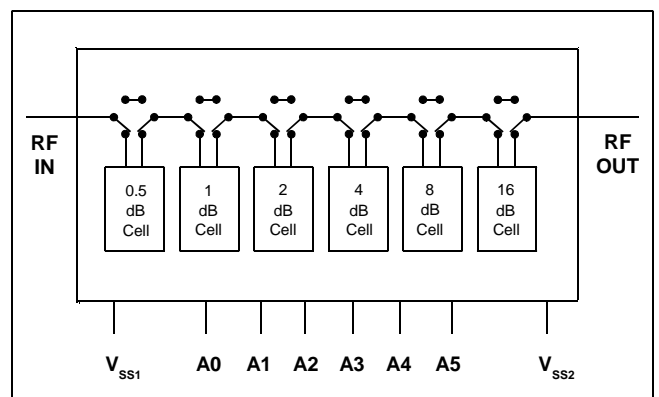 RF
IN
0.5
dB
Cell
1
dB
Cell
2
dB
Cell
4
dB
Cell
8
dB
Cell
16
dB
Cell
RF
OUT
VSS1 A0 A1 A2 A3 A4 A5 VSS2